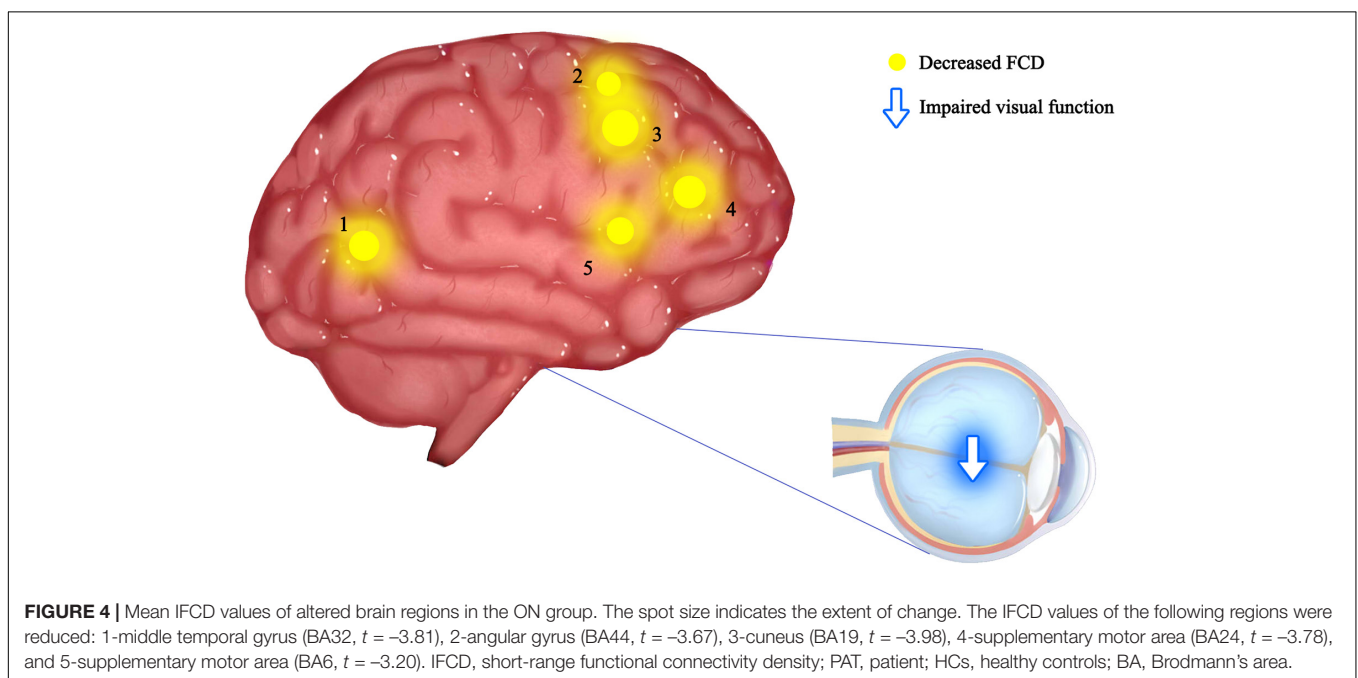 2
Decreased FCD
Impaired visual function
3
4
1
5
FIGURE 4 | Mean IFCD values of altered brain regions in the ON group. The spot size indicates the extent of change. The IFCD values of the following regions were
reduced: 1-middle temporal gyrus (BA32, t = –3.81), 2-angular gyrus (BA44, t = –3.67), 3-cuneus (BA19, t = –3.98), 4-supplementary motor area (BA24, t = –3.78),
and 5-supplementary motor area (BA6, t = –3.20). IFCD, short-range functional connectivity density; PAT, patient; HCs, healthy controls; BA, Brodmann's area.